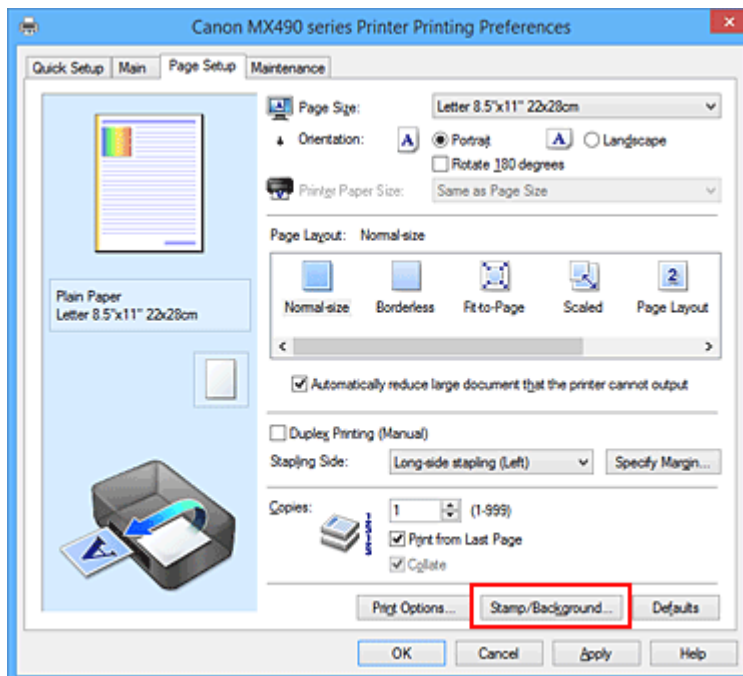 Canon MX490 series Printer Printing Preferences
Quick Setup Main Page Setup Maintenance
Page Size: Letter 8.5"x11" 22x28cm
Orientation: A Portrait A Landscape
Rotate 180 degrees
Printer Paper Size: Same as Page Size
Page Layout: Normal-size
Normal-size Borderless Fit-to-Page Scaled 2 Page Layout
Plain Paper
Letter 8.5"x11" 22x28cm
Automatically reduce large document that the printer cannot output
Duplex Printing (Manual)
Stapling Side: Long-side stapling (Left) Specify Margin...
Copies: 1 (1-999)
Print from Last Page
Collate
A
Print Options... Stamp/Background... Defaults
OK Cancel Apply Help